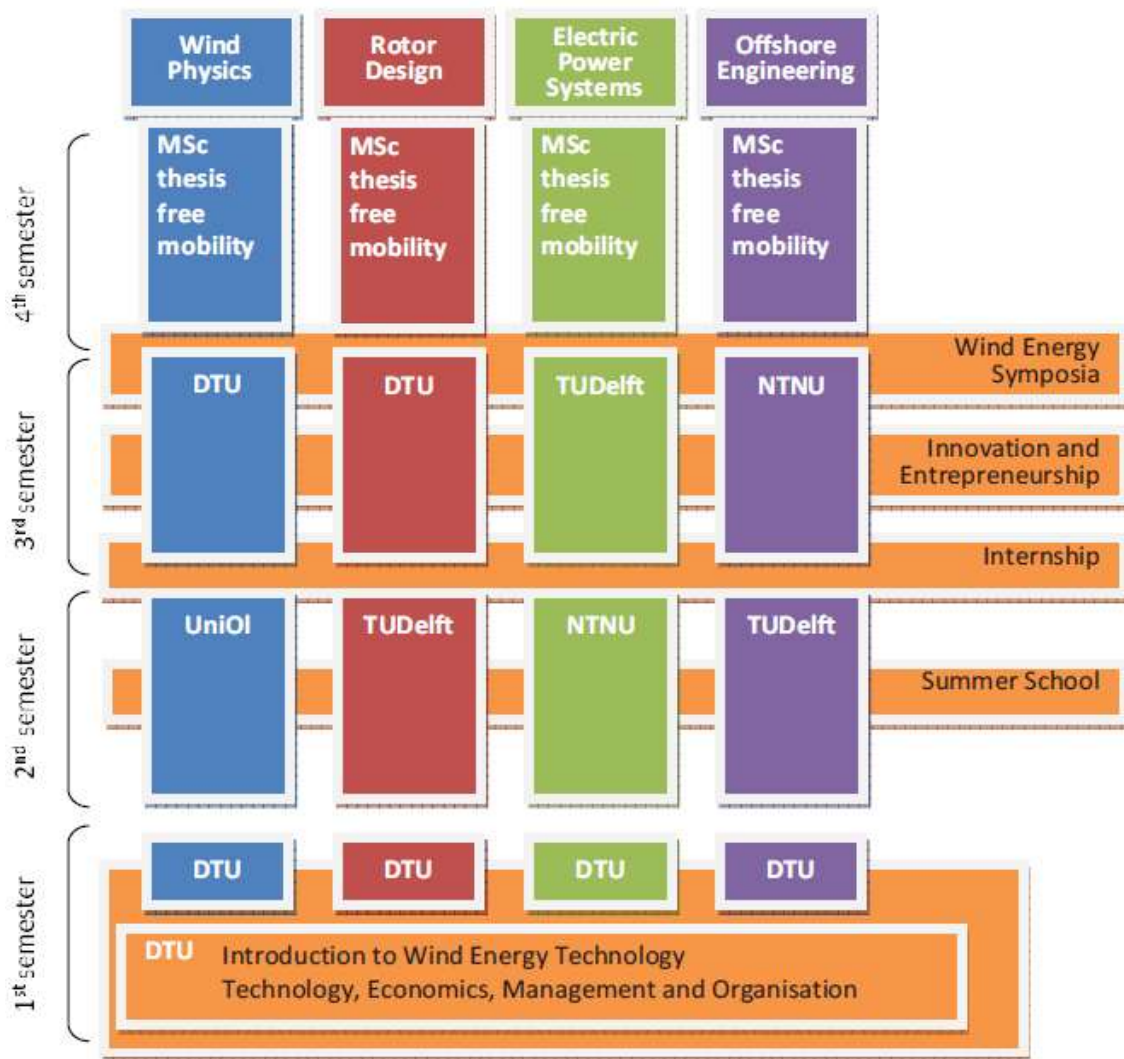 Wind
Physics
Rotor
Design
Electric
Power
Systems
Offshore
Engineering
4th semester
MSc
thesis
free
mobility
MSc
thesis
free
mobility
MSc
thesis
free
mobility
MSc
thesis
free
mobility
Wind Energy
Symposia
3rd semester
DTU
DTU
TUDelft
NTNU
Innovation and
Entrepreneurship
Internship
2nd semester
UniOl
TUDelft
NTNU
TUDelft
Summer School
1st semester
DTU
DTU
DTU
DTU
DTU Introduction to Wind Energy Technology
Technology, Economics, Management and Organisation